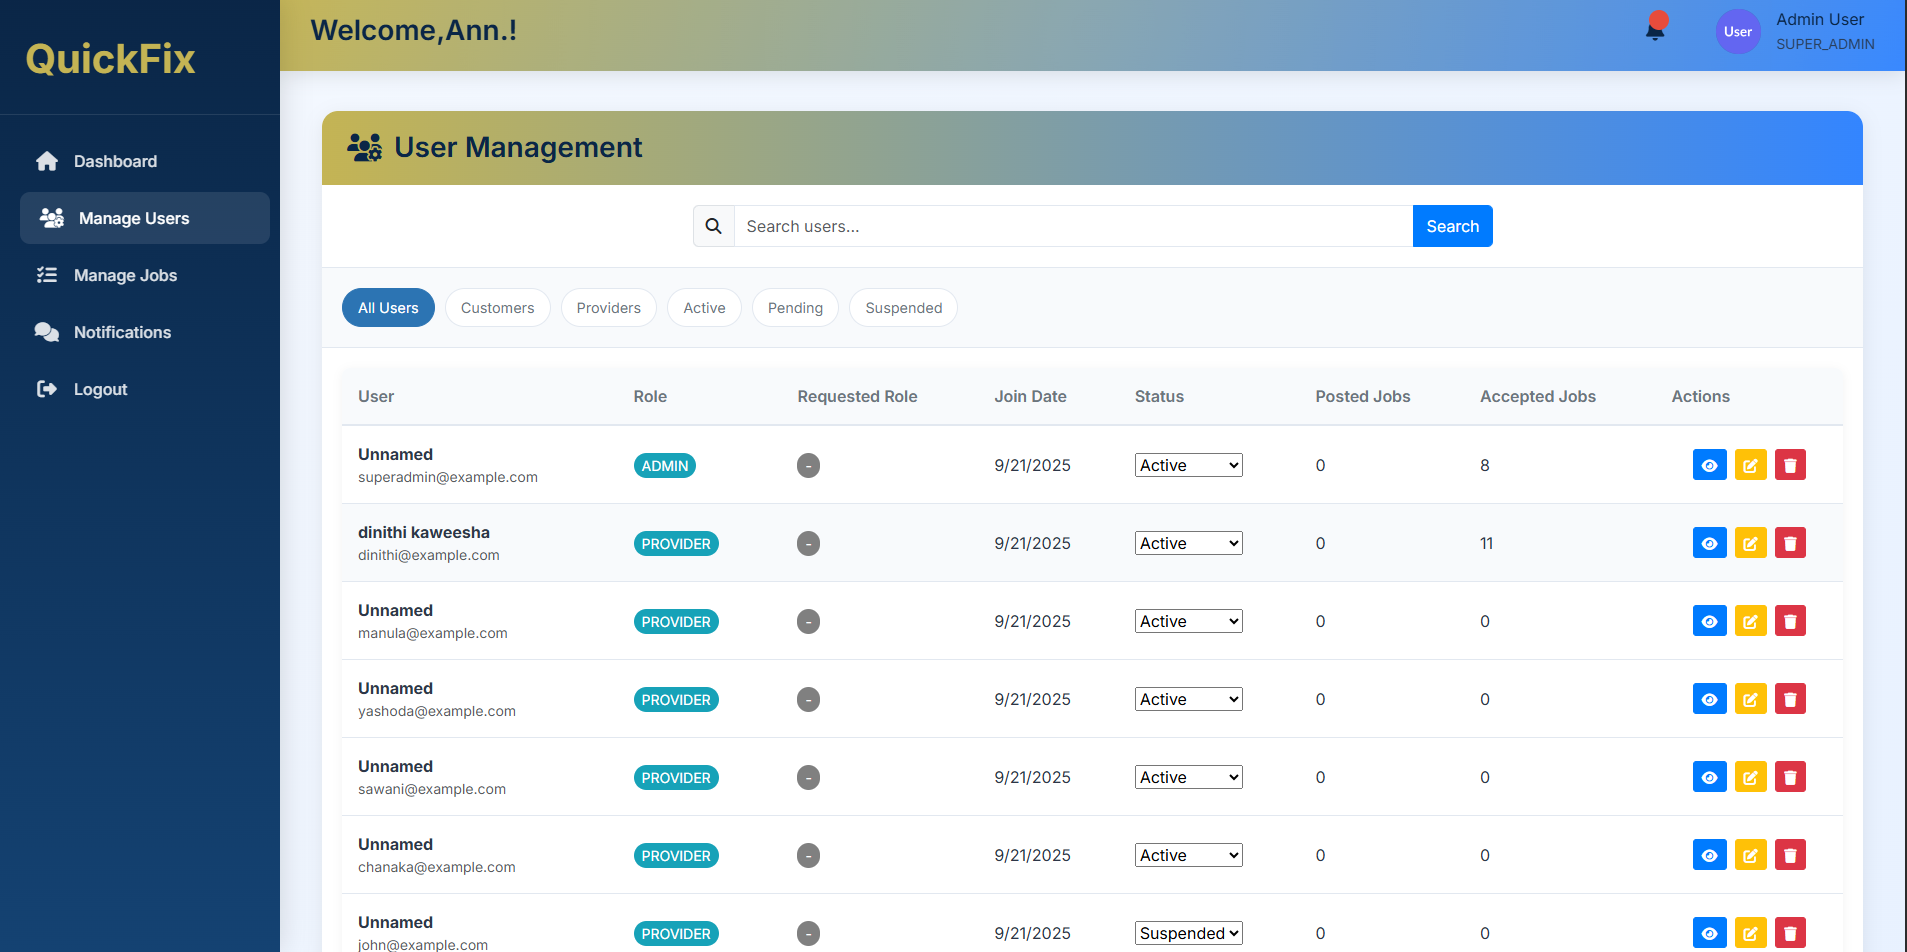 QuickFix
Dashboard
Manage Users
Manage Jobs
Notifications
Logout
Welcome,Ann.!
User
Admin User
SUPER_ADMIN
User Management
Search users...
Search
All Users
Customers
Providers
Active
Pending
Suspended
User Role Requested Role Join Date Status Posted Jobs Accepted Jobs Actions
Unnamed
superadmin@example.com
ADMIN - 9/21/2025 Active 0 8
dinithi kaweesha
dinithi@example.com
PROVIDER - 9/21/2025 Active 0 11
Unnamed
manula@example.com
PROVIDER - 9/21/2025 Active 0 0
Unnamed
yashoda@example.com
PROVIDER - 9/21/2025 Active 0 0
Unnamed
sawani@example.com
PROVIDER - 9/21/2025 Active 0 0
Unnamed
chanaka@example.com
PROVIDER - 9/21/2025 Active 0 0
Unnamed
john@example.com
PROVIDER - 9/21/2025 Suspended 0 0